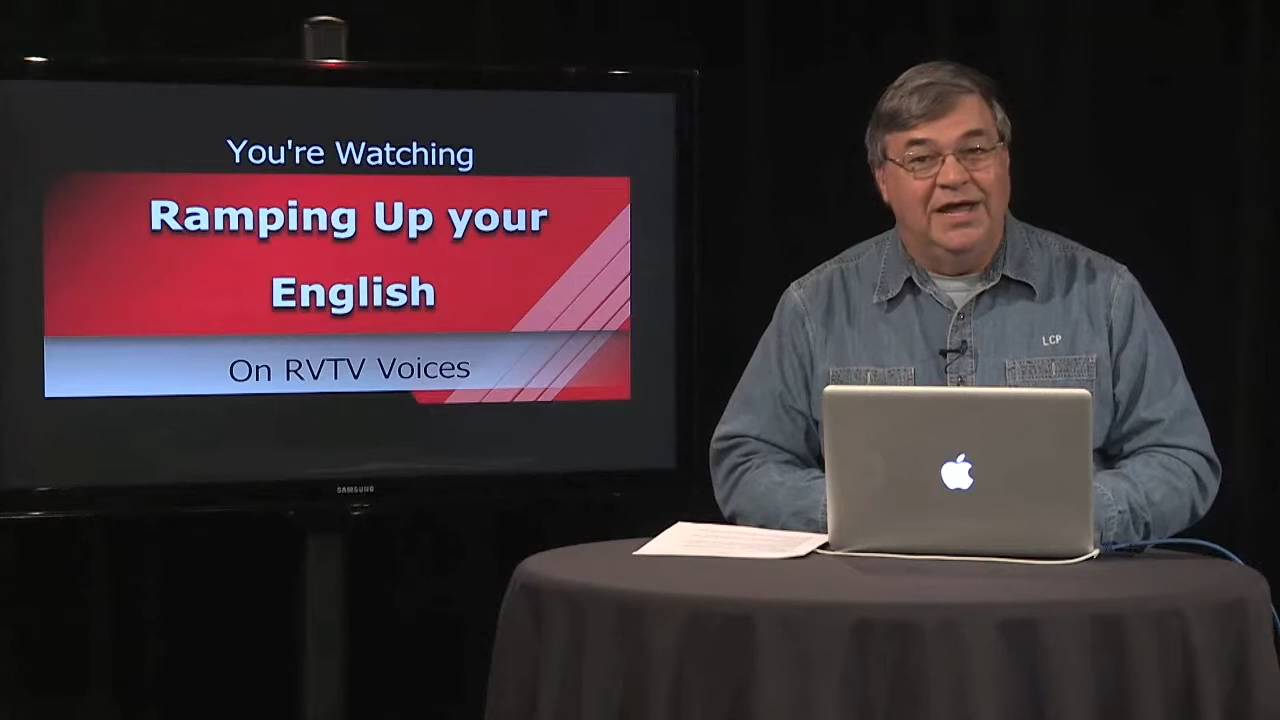 You're Watching
Ramping Up your
English
On RVTV Voices
SAMSUNG
LCP